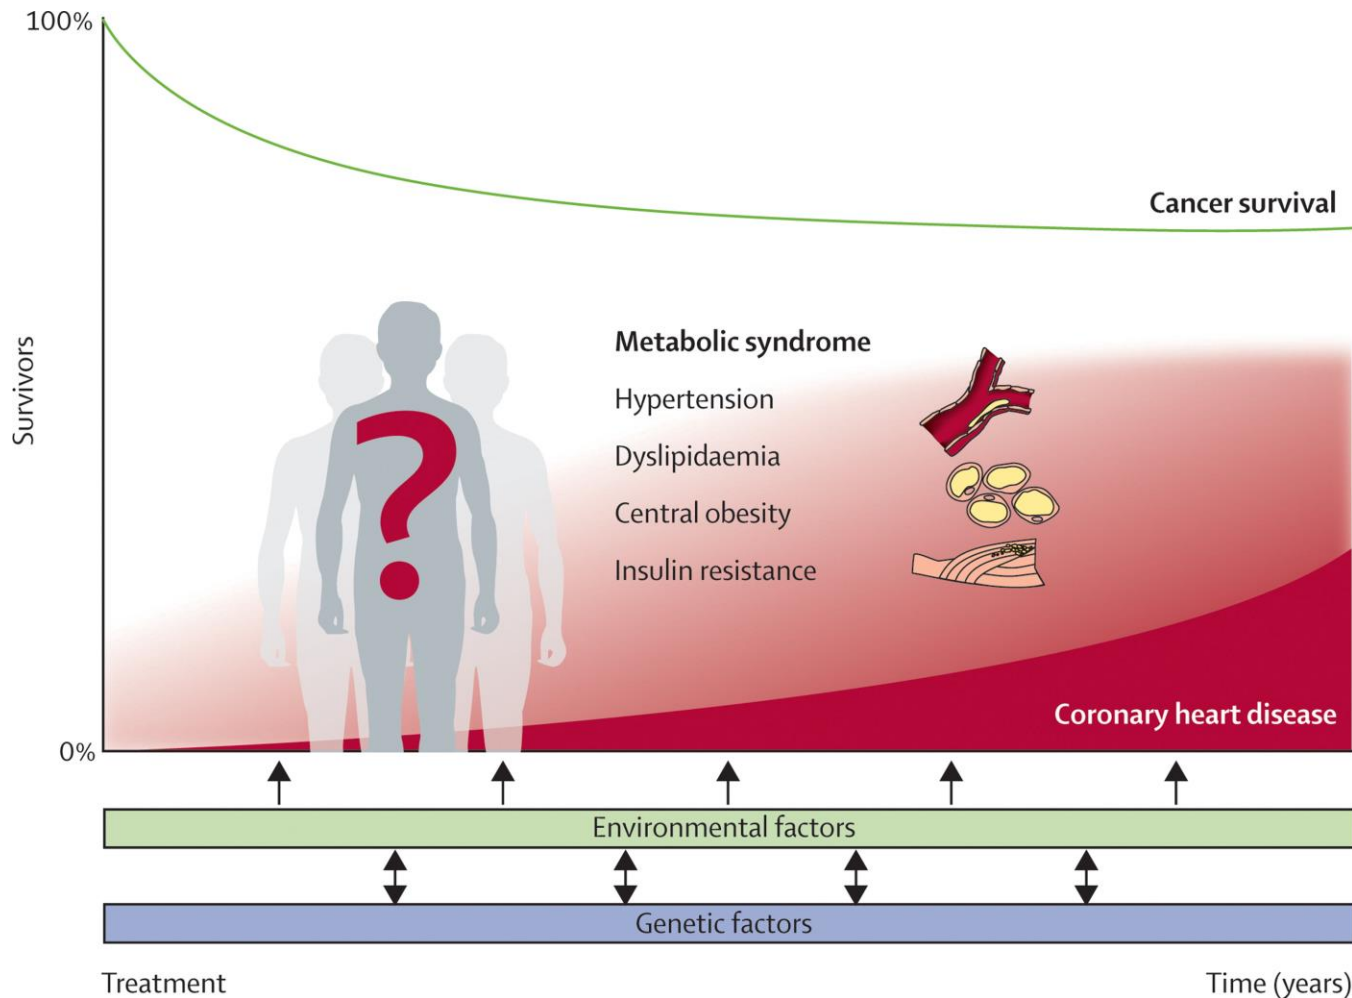 100%
Cancer survival
Survivors
Metabolic syndrome
Hypertension
Dyslipidaemia
Central obesity
Insulin resistance
?
Coronary heart disease
0%
Environmental factors
Genetic factors
Treatment
Time (years)